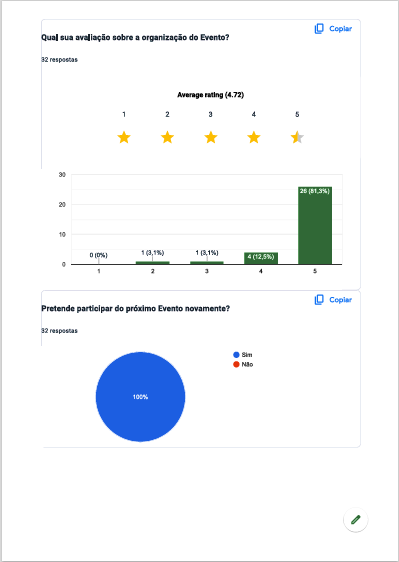 Copiar
Qual sua avaliação sobre a organização do Evento?
32 respostas
Average rating (4.72)
1 2 3 4 5
30
20
10
0
0 (0%)
1 (3,1%)
1 (3,1%)
4 (12,5%)
26 (81,3%)
1 2 3 4 5
Copiar
Pretende participar do próximo Evento novamente?
32 respostas
Sim
Não
100%